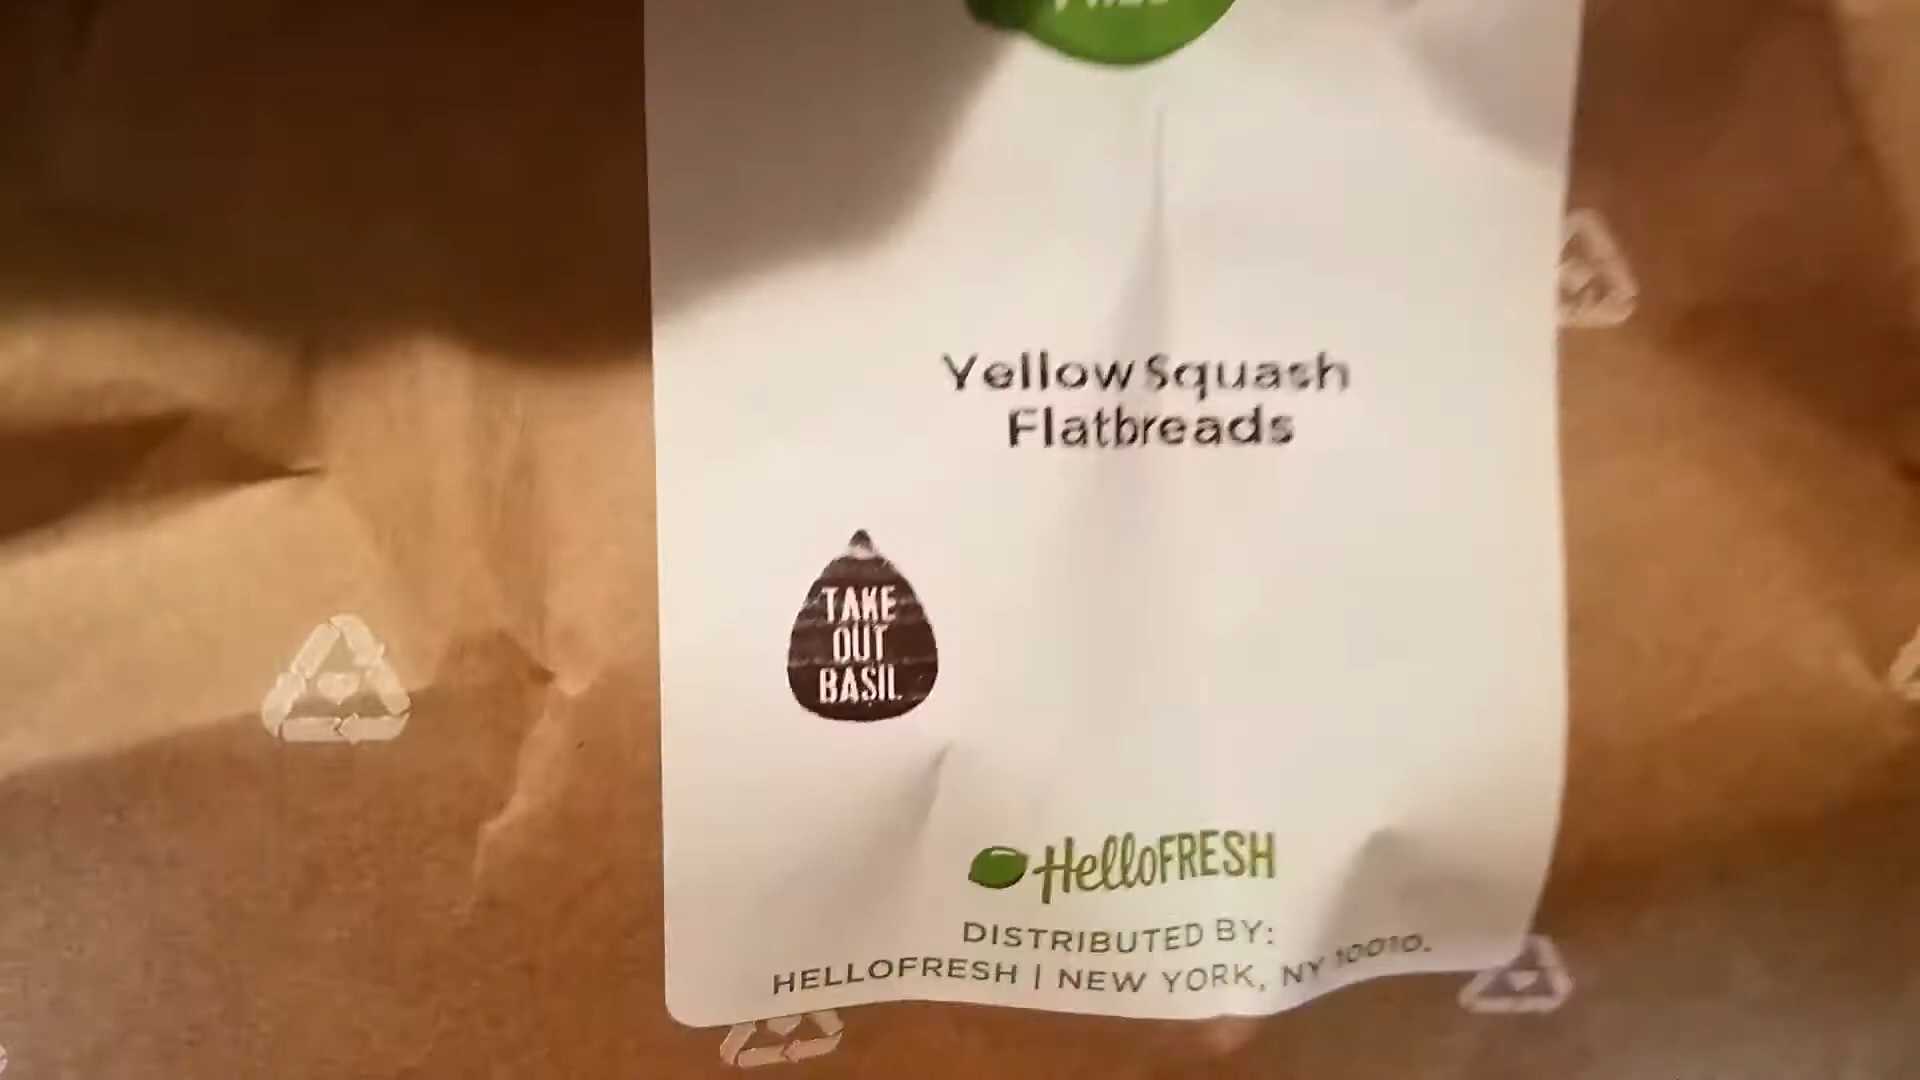 Yellow Squash
Flatbreads
TAKE
OUT
BASIL
HelloFRESH
DISTRIBUTED BY:
HELLOFRESH | NEW YORK, NY 10010.